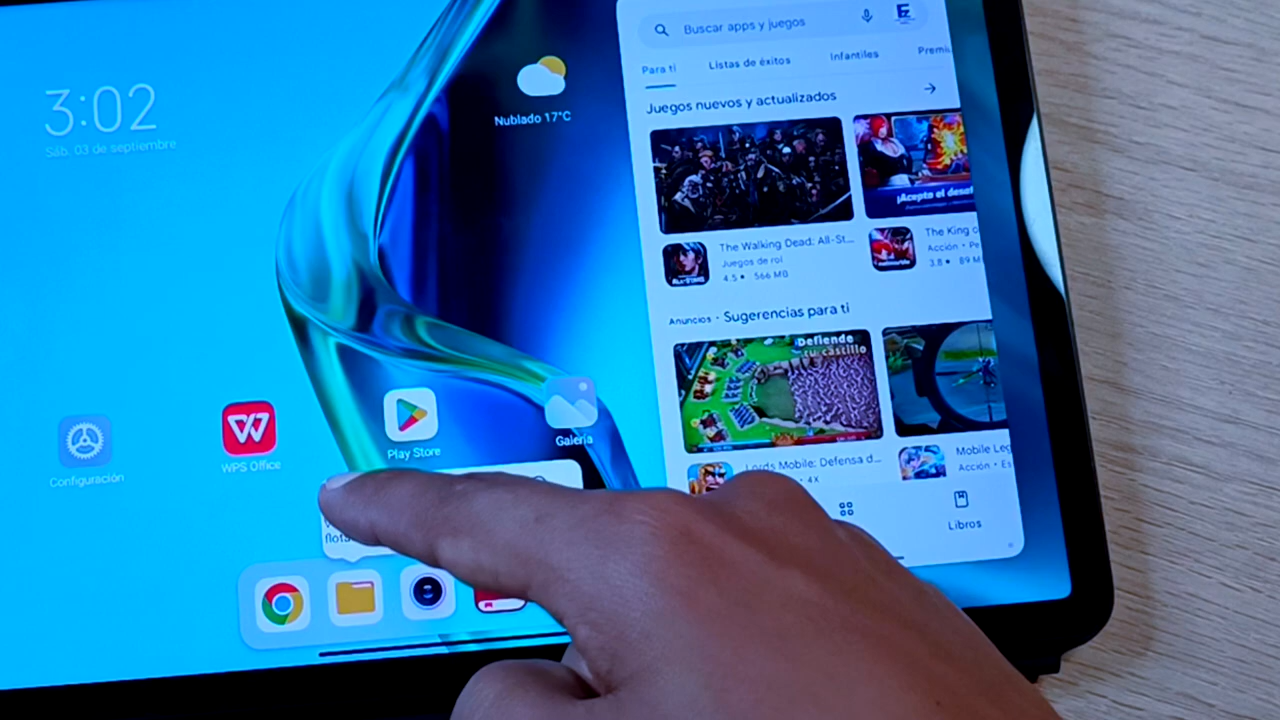 3:02
Sáb. 03 de septiembre
Nublado 17°C
Configuración
WPS Office
Play Store
Galería
Buscar apps y juegos
Para ti
Listas de éxitos
Infantiles
Juegos nuevos y actualizados
¡Acepta el
The Walking Dead: All-St...
Juegos de rol
4.5
566 MB
The King
Acción
3.8
89
Anuncios · Sugerencias para ti
Defiende
tu castillo
Lords Mobile: Defensa d...
4X
Mobile
Acción
Libros